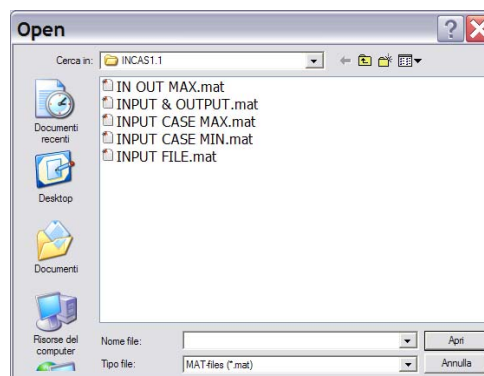 Open
Cerca in: INCAS1.1
IN OUT MAX.mat
INPUT & OUTPUT.mat
INPUT CASE MAX.mat
INPUT CASE MIN.mat
INPUT FILE.mat
Documenti
recenti
Desktop
Documenti
Risorse del
computer
Nome file:
Apri
Tipo file: MAT-files (*.mat)
Annulla